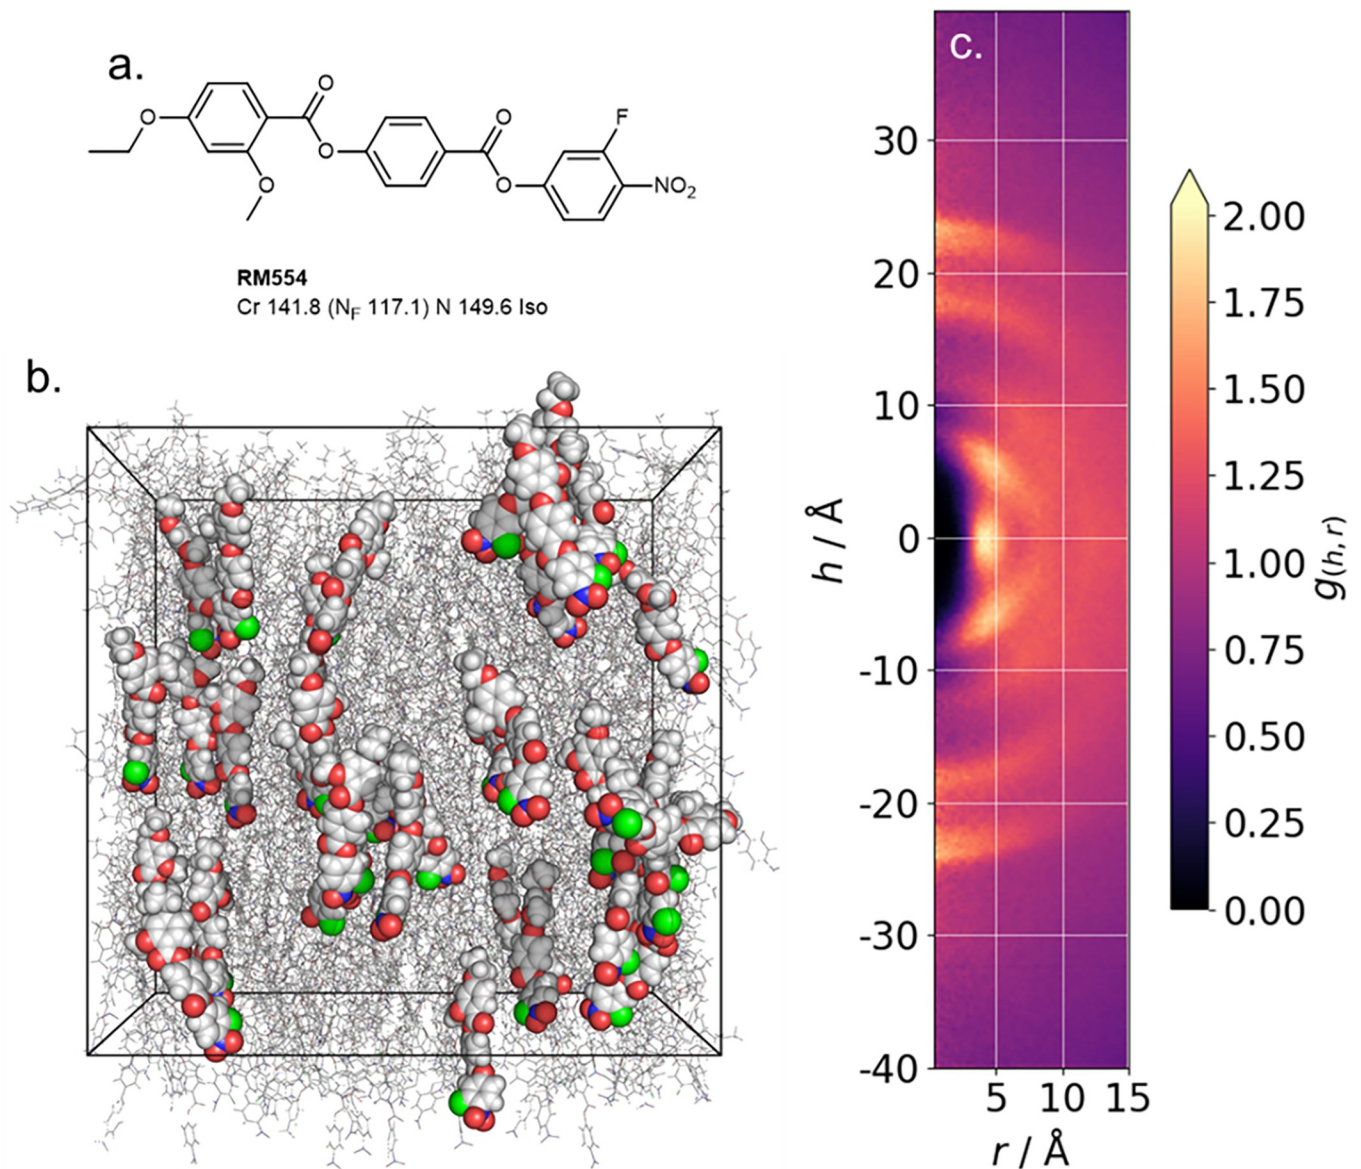 a.
O
O
F
O
O
O
NO₂
O
RM554
Cr 141.8 (N_F 117.1) N 149.6 Iso
b.
c.
30
20
10
0
-10
-20
-30
-40
h / Å
5 10 15
r / Å
2.00
1.75
1.50
1.25
1.00
0.75
0.50
0.25
0.00
g(h, r)